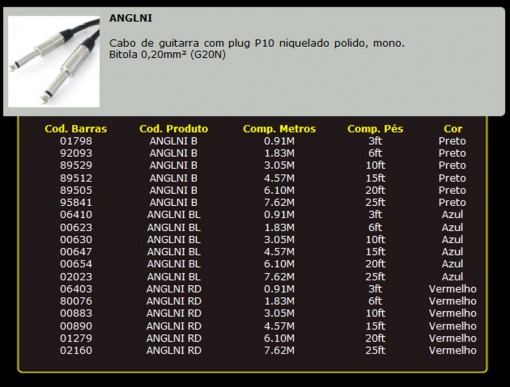 ANGLNI
Cabo de guitarra com plug P10 niquelado polido, mono.
Bitola 0,20mm² (G20N)
Cod. Barras Cod. Produto Comp. Metros Comp. Pés Cor
01798 ANGLNI B 0.91M 3ft Preto
92093 ANGLNI B 1.83M 6ft Preto
89529 ANGLNI B 3.05M 10ft Preto
89512 ANGLNI B 4.57M 15ft Preto
89505 ANGLNI B 6.10M 20ft Preto
95841 ANGLNI B 7.62M 25ft Preto
06410 ANGLNI BL 0.91M 3ft Azul
00623 ANGLNI BL 1.83M 6ft Azul
00630 ANGLNI BL 3.05M 10ft Azul
00647 ANGLNI BL 4.57M 15ft Azul
00654 ANGLNI BL 6.10M 20ft Azul
02023 ANGLNI BL 7.62M 25ft Azul
06403 ANGLNI RD 0.91M 3ft Vermelho
80076 ANGLNI RD 1.83M 6ft Vermelho
00883 ANGLNI RD 3.05M 10ft Vermelho
00890 ANGLNI RD 4.57M 15ft Vermelho
01279 ANGLNI RD 6.10M 20ft Vermelho
02160 ANGLNI RD 7.62M 25ft Vermelho